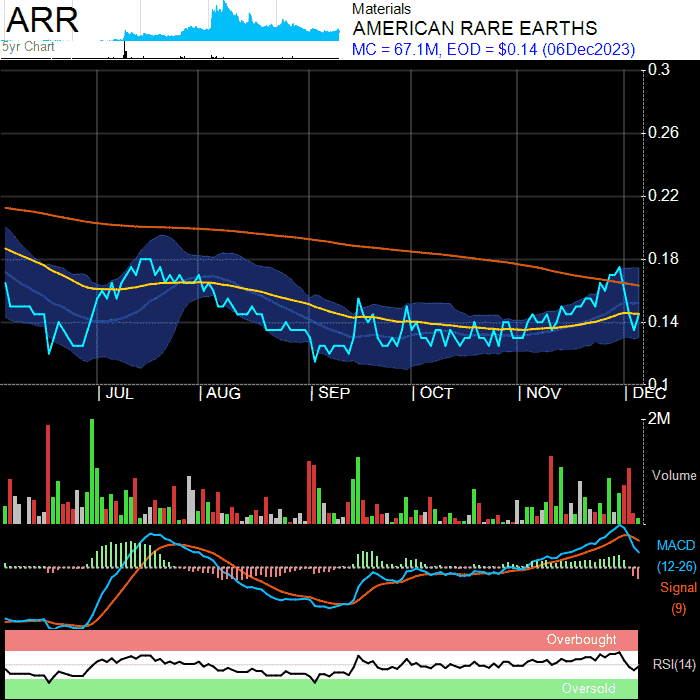 ARR
5yr Chart
Materials
AMERICAN RARE EARTHS
MC = 67.1M, EOD = $0.14 (06Dec2023)
0.3
0.26
0.22
0.18
0.14
0.1
JUL
AUG
SEP
OCT
NOV
DEC
2M
Volume
MACD
(12-26)
Signal
(9)
Overbought
RSI(14)
Oversold